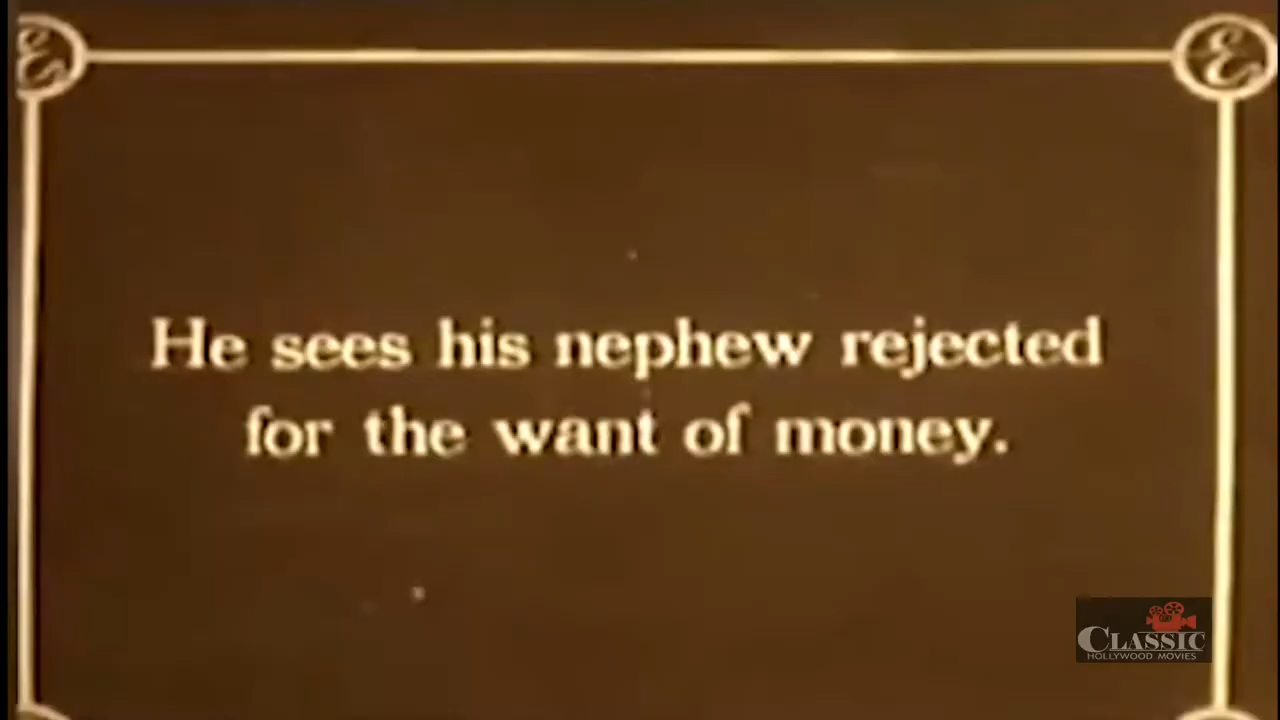 E E
He sees his nephew rejected
for the want of money.
CLASSIC
HOLLYWOOD MOVIES